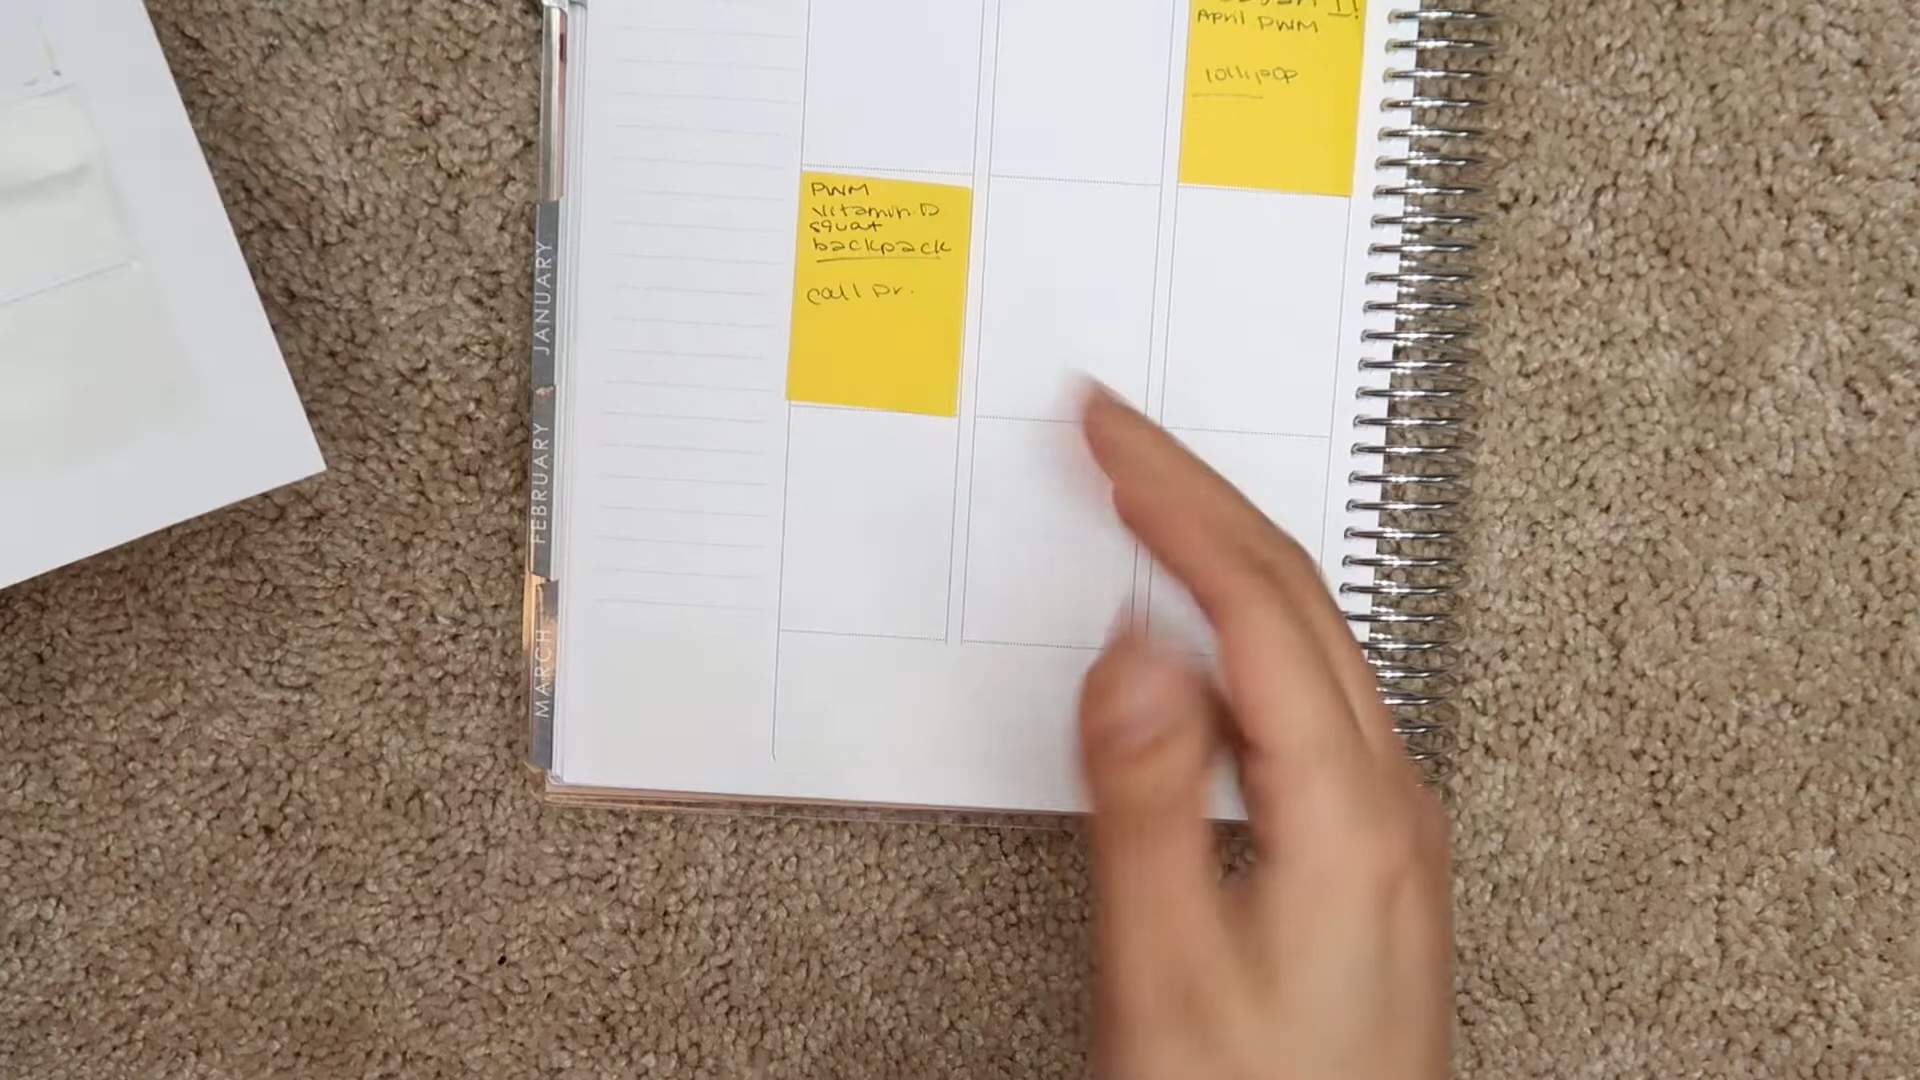 April PWM
lollipop
PWM
vitamin D
squat
backpack
call Dr.
JANUARY
FEBRUARY
MARCH